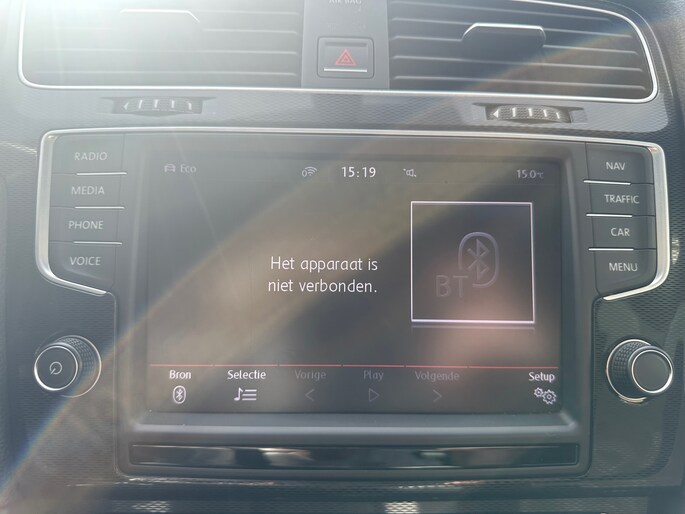 RADIO
MEDIA
PHONE
VOICE
Eco
15:19
15.0°C
Het apparaat is
niet verbonden.
BT
Bron
Selectie
Vorige
Play
Volgende
Setup
NAV
TRAFFIC
CAR
MENU